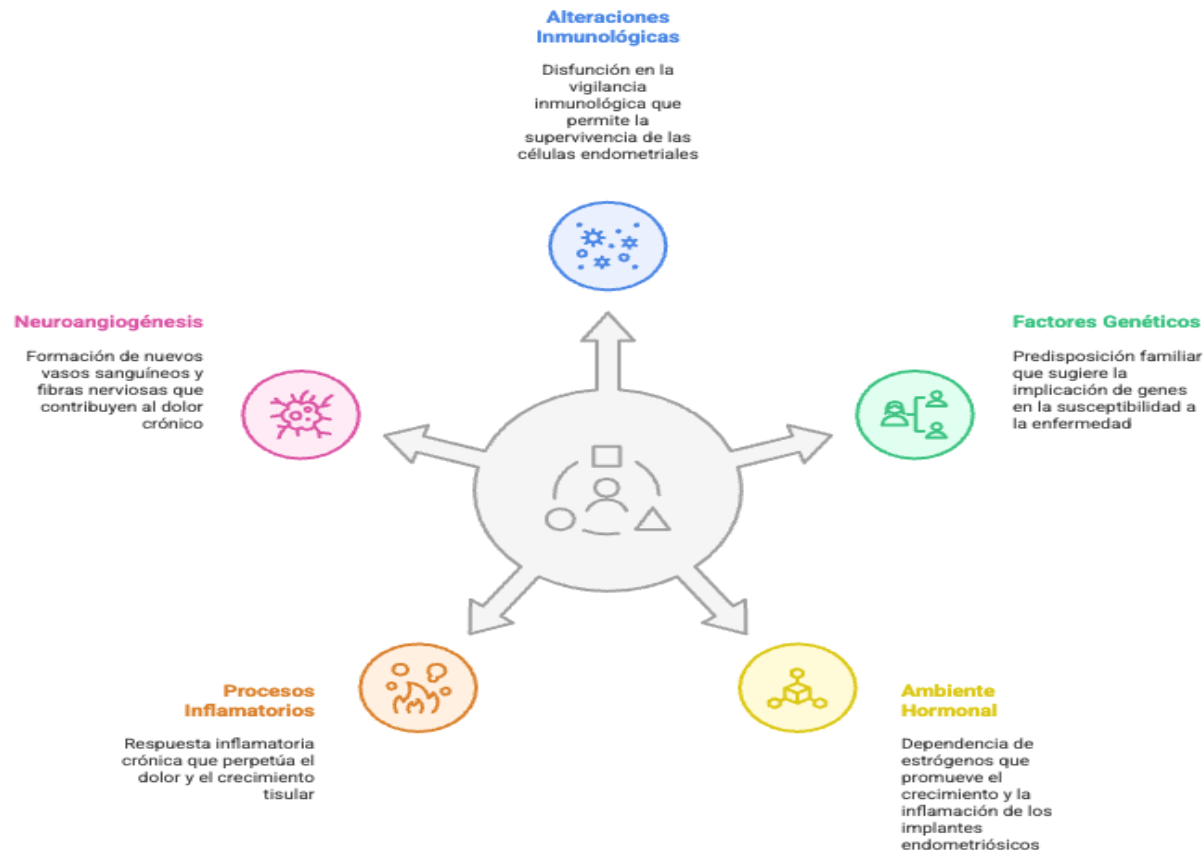 Alteraciones
Inmunológicas
Disfunción en la
vigilancia
inmunológica que
permite la
supervivencia de las
células endometriales
Neuroangiogénesis
Formación de nuevos
vasos sanguíneos y
fibras nerviosas que
contribuyen al dolor
crónico
Factores Genéticos
Predisposición familiar
que sugiere la
implicación de genes
en la susceptibilidad a
la enfermedad
Procesos
Inflamatorios
Respuesta inflamatoria
crónica que perpetúa el
dolor y el crecimiento
tisular
Ambiente
Hormonal
Dependencia de
estrógenos que
promueve el
crecimiento y la
inflamación de los
implantes
endometriósicos